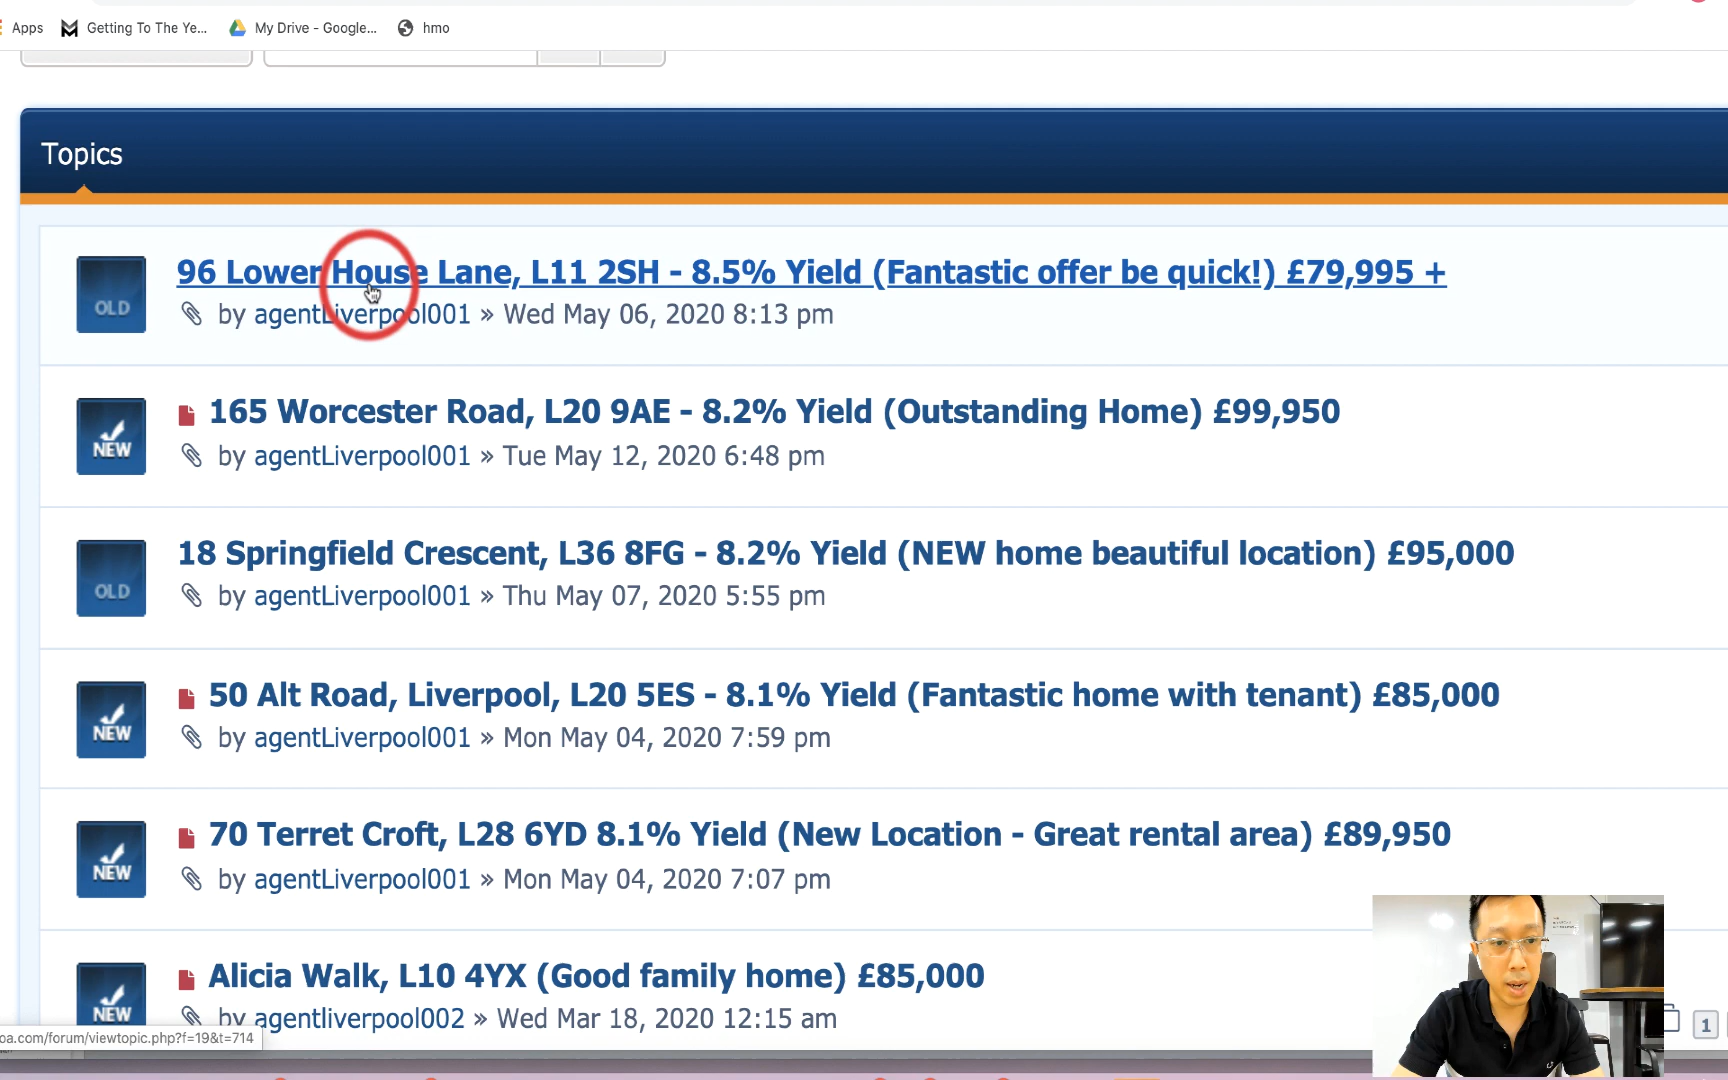 Apps Getting To The Ye... My Drive - Google... hmo
Topics
OLD
96 Lower House Lane, L11 2SH - 8.5% Yield (Fantastic offer be quick!) £79,995 +
by agentLiverpool001 » Wed May 06, 2020 8:13 pm
NEW
165 Worcester Road, L20 9AE - 8.2% Yield (Outstanding Home) £99,950
by agentLiverpool001 » Tue May 12, 2020 6:48 pm
OLD
18 Springfield Crescent, L36 8FG - 8.2% Yield (NEW home beautiful location) £95,000
by agentLiverpool001 » Thu May 07, 2020 5:55 pm
NEW
50 Alt Road, Liverpool, L20 5ES - 8.1% Yield (Fantastic home with tenant) £85,000
by agentLiverpool001 » Mon May 04, 2020 7:59 pm
NEW
70 Terret Croft, L28 6YD 8.1% Yield (New Location - Great rental area) £89,950
by agentLiverpool001 » Mon May 04, 2020 7:07 pm
NEW
Alicia Walk, L10 4YX (Good family home) £85,000
by agentliverpool002 » Wed Mar 18, 2020 12:15 am
oa.com/forum/viewtopic.php?f=19&t=714
1